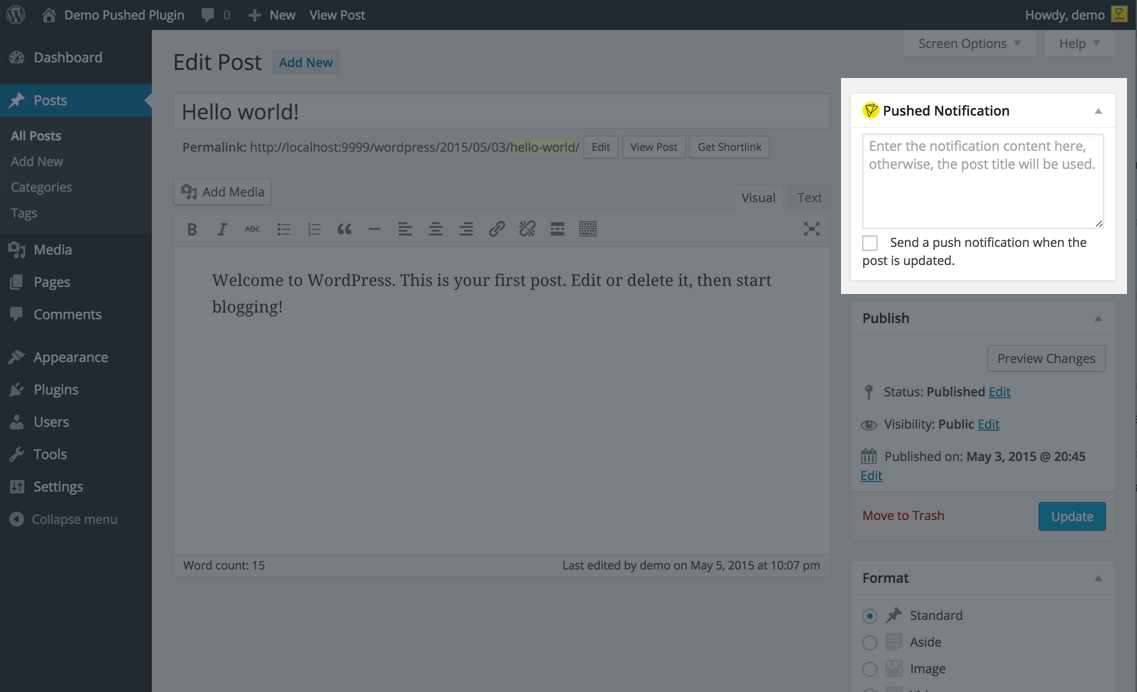 Demo Pushed Plugin 0 New View Post Howdy, demo
Dashboard
Posts
All Posts
Add New
Categories
Tags
Media
Pages
Comments
Appearance
Plugins
Users
Tools
Settings
Collapse menu
Screen Options Help
Edit Post Add New
Hello world!
Permalink: http://localhost:9999/wordpress/2015/05/03/hello-world/ Edit View Post Get Shortlink
Add Media
Visual Text
B I ABC
Welcome to WordPress. This is your first post. Edit or delete it, then start
blogging!
Word count: 15 Last edited by demo on May 5, 2015 at 10:07 pm
Pushed Notification
Enter the notification content here,
otherwise, the post title will be used.
Send a push notification when the
post is updated.
Publish
Preview Changes
Status: Published Edit
Visibility: Public Edit
Published on: May 3, 2015 @ 20:45
Edit
Move to Trash Update
Format
Standard
Aside
Image